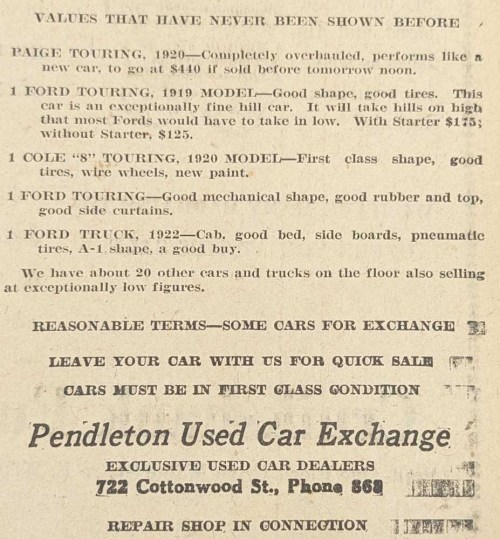 VALUES THAT HAVE NEVER BEEN SHOWN BEFORE
PAIGE TOURING, 1920—Completely overhauled, performs like a
new car, to go at $440 if sold before tomorrow noon.
1 FORD TOURING, 1919 MODEL—Good shape, good tires. This
car is an exceptionally fine hill car. It will take hills on high
that most Fords would have to take in low. With Starter $175;
without Starter, $125.
1 COLE "8" TOURING, 1920 MODEL—First class shape, good
tires, wire wheels, new paint.
1 FORD TOURING—Good mechanical shape, good rubber and top,
good side curtains.
1 FORD TRUCK, 1922—Cab, good bed, side boards, pneumatic
tires, A-1 shape, a good buy.
We have about 20 other cars and trucks on the floor also selling
at exceptionally low figures.
REASONABLE TERMS—SOME CARS FOR EXCHANGE
LEAVE YOUR CAR WITH US FOR QUICK SALE
CARS MUST BE IN FIRST CLASS CONDITION
Pendleton Used Car Exchange
EXCLUSIVE USED CAR DEALERS
722 Cottonwood St., Phone 868
REPAIR SHOP IN CONNECTION